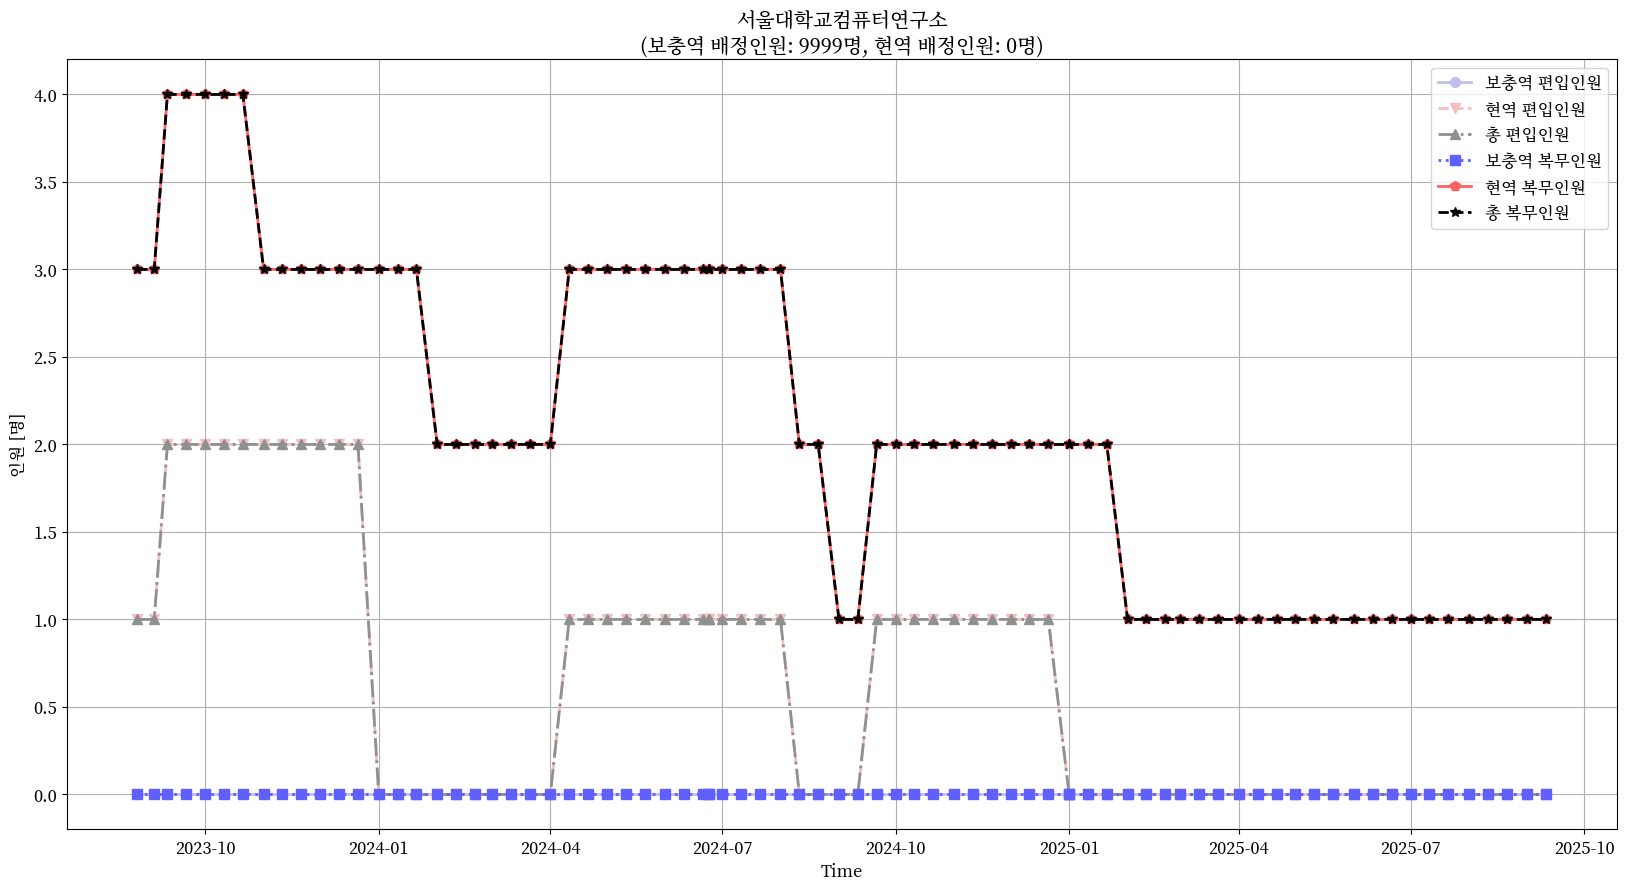 서울대학교컴퓨터연구소
(보충역 배정인원: 9999명, 현역 배정인원: 0명)
보충역 편입인원
현역 편입인원
총 편입인원
보충역 복무인원
현역 복무인원
총 복무인원
4.0
3.5
3.0
2.5
2.0
1.5
1.0
0.5
0.0
인원 [명]
2023-10
2024-01
2024-04
2024-07
2024-10
2025-01
2025-04
2025-07
2025-10
Time